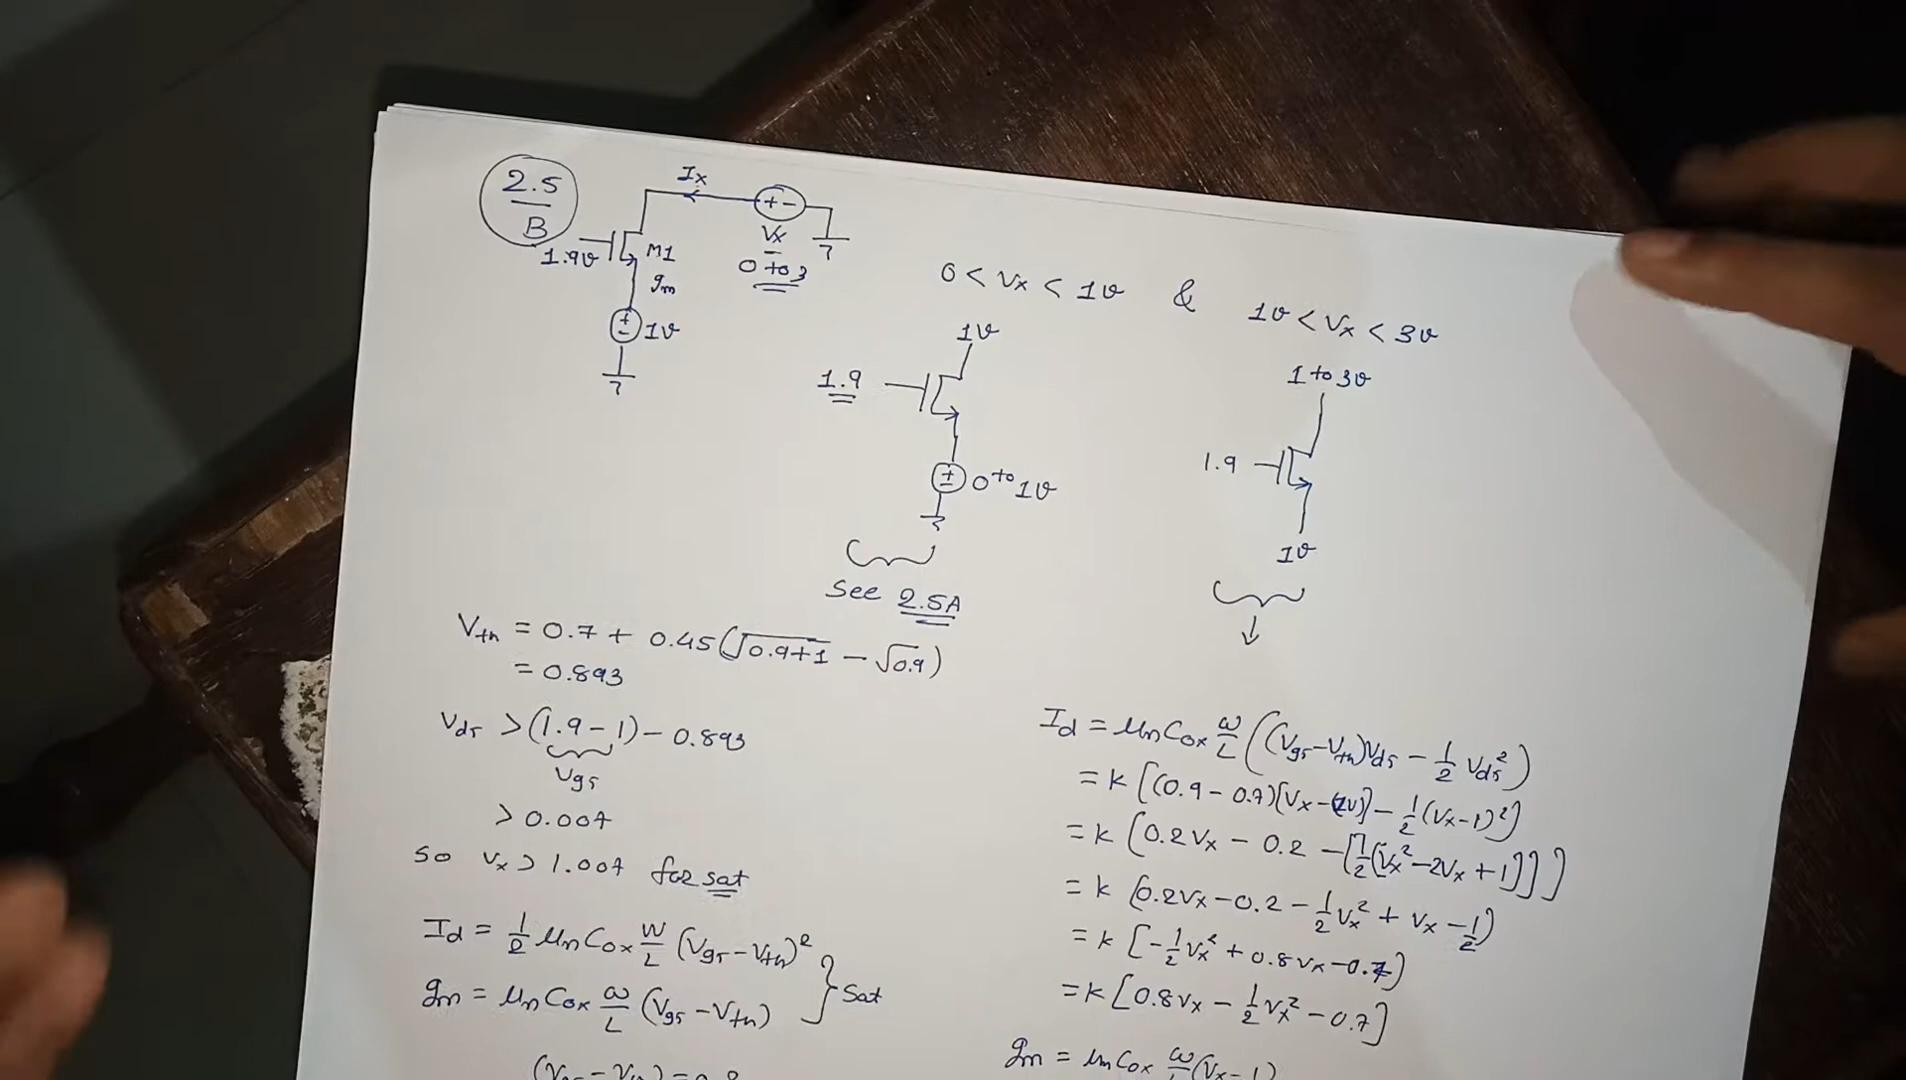 2.5
B
Ix
+ -
Vx
0 to 3
1.9v
M1
gm
+
-
1v
0 < Vx < 1v & 1v < Vx < 3v
1v
1.9
+
-
0 to 1v
See 2.5A
1 to 3v
1.9
1v
Vth = 0.7 + 0.45(√0.9+1 − √0.9)
= 0.893
Vds > (1.9 − 1) − 0.893
Vgs
> 0.007
so Vx > 1.007 for sat
Id = 1/2 μnCox W/L (Vgs − Vth)²
gm = μnCox W/L (Vgs − Vth)
} Sat
Id = μnCox W/L ((Vgs−Vth)Vds − 1/2 Vds²)
= k [(0.9 − 0.7)[Vx−(1v)] − 1/2 (Vx−1)²]
= k [0.2Vx − 0.2 − [1/2(Vx² − 2Vx + 1)]]
= k [0.2Vx − 0.2 − 1/2 Vx² + Vx − 1/2)
= k [−1/2 Vx² + 0.8Vx − 0.7]
= k [0.8Vx − 1/2 Vx² − 0.7]
gm = μnCox W/L (Vx−1)